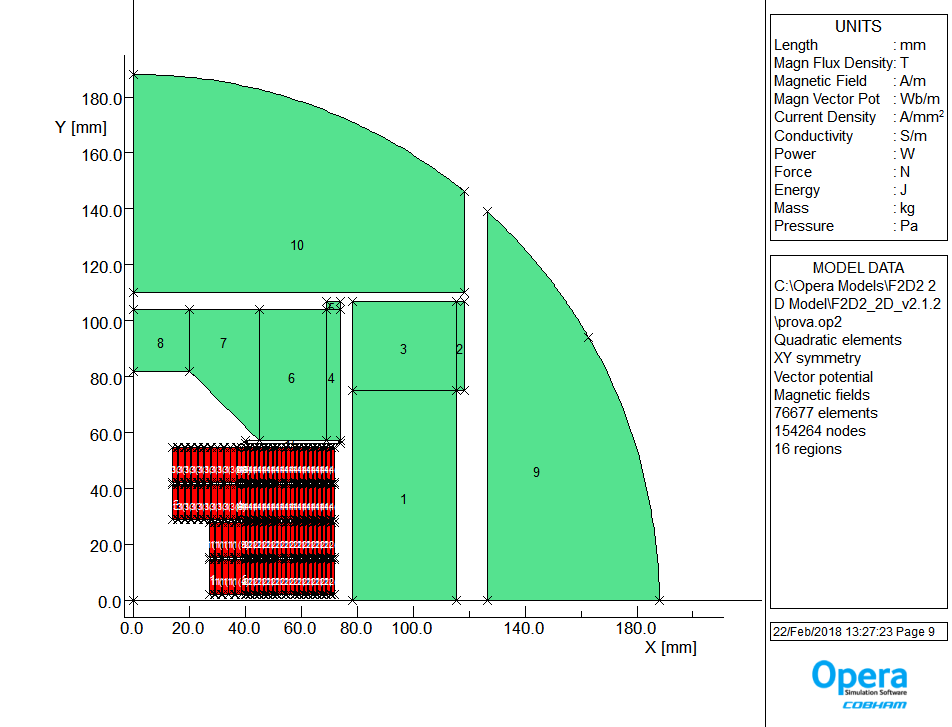 UNITS
Length : mm
Magn Flux Density: T
Magnetic Field : A/m
Magn Vector Pot : Wb/m
Current Density : A/mm²
Conductivity : S/m
Power : W
Force : N
Energy : J
Mass : kg
Pressure : Pa
MODEL DATA
C:\Opera Models\F2D2 2
D Model\F2D2_2D_v2.1.2
\prova.op2
Quadratic elements
XY symmetry
Vector potential
Magnetic fields
76677 elements
154264 nodes
16 regions
22/Feb/2018 13:27:23 Page 9
Opera
Simulation Software
COBHAM
Y [mm]
180.0
160.0
140.0
120.0
100.0
80.0
60.0
40.0
20.0
0.0
0.0 20.0 40.0 60.0 80.0 100.0 140.0 180.0
X [mm]
10
8
7
6
4
3
2
1
9